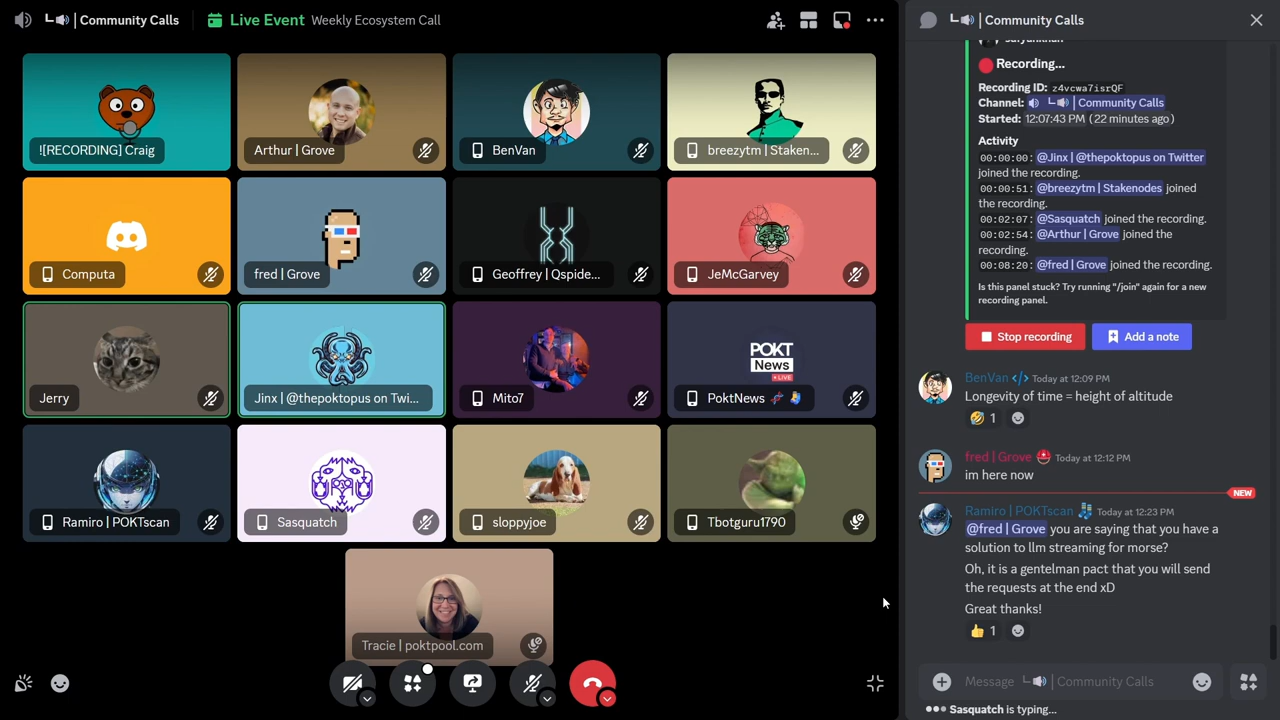 ┗🔊 | Community Calls
Live Event
Weekly Ecosystem Call
![RECORDING] Craig
Arthur | Grove
BenVan
breezytm | Staken...
Computa
fred | Grove
Geoffrey | Qspide...
JeMcGarvey
Jerry
Jinx | @thepoktopus on Twi...
Mito7
POKT
News
LIVE
PoktNews 🧬 🤳
Ramiro | POKTscan
Sasquatch
sloppyjoe
Tbotguru1790
Tracie | poktpool.com
┗🔊 | Community Calls
Recording...
Recording ID: z4vcwa7isrQF
Channel: 🔊 ┗🔊 | Community Calls
Started: 12:07:43 PM (22 minutes ago)
Activity
00:00:00: @Jinx | @thepoktopus on Twitter
joined the recording.
00:00:51: @breezytm | Stakenodes joined
the recording.
00:02:07: @Sasquatch joined the recording.
00:02:54: @Arthur | Grove joined the
recording.
00:08:20: @fred | Grove joined the recording.
Is this panel stuck? Try running "/join" again for a new
recording panel.
Stop recording
Add a note
BenVan </> Today at 12:09 PM
Longevity of time = height of altitude
🤣 1
fred | Grove ⛑️ Today at 12:12 PM
im here now
NEW
Ramiro | POKTscan Today at 12:23 PM
@fred | Grove you are saying that you have a
solution to llm streaming for morse?
Oh, it is a gentelman pact that you will send
the requests at the end xD
Great thanks!
👍 1
Message ┗🔊 | Community Calls
Sasquatch is typing...